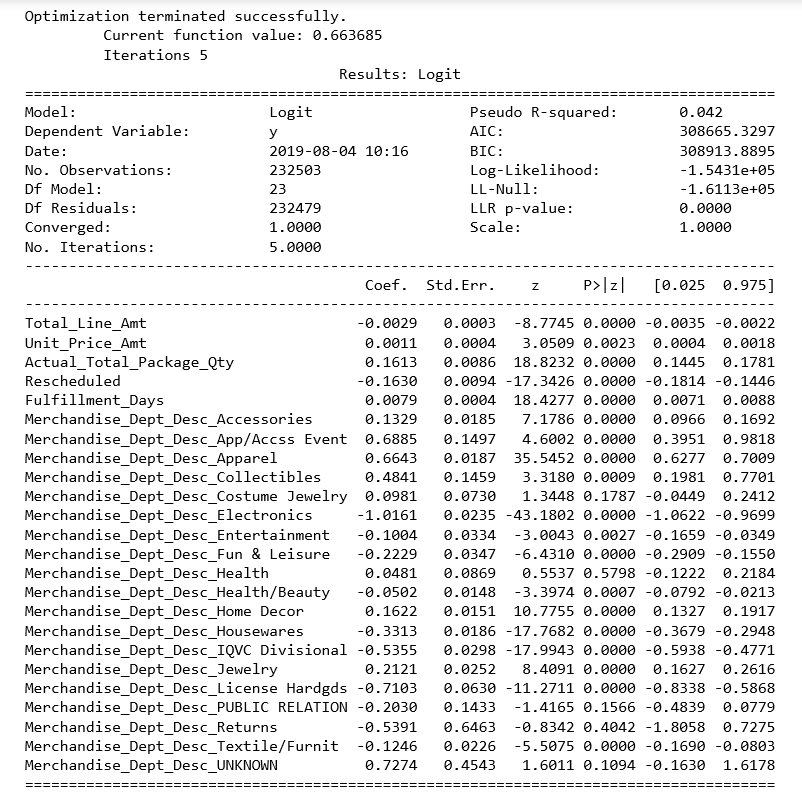 Optimization terminated successfully.
Current function value: 0.663685
Iterations 5
Results: Logit
==========================================================================================
Model: Logit Pseudo R-squared: 0.042
Dependent Variable: y AIC: 308665.3297
Date: 2019-08-04 10:16 BIC: 308913.8895
No. Observations: 232503 Log-Likelihood: -1.5431e+05
Df Model: 23 LL-Null: -1.6113e+05
Df Residuals: 232479 LLR p-value: 0.0000
Converged: 1.0000 Scale: 1.0000
No. Iterations: 5.0000
------------------------------------------------------------------------------------------
Coef. Std.Err. z P>|z| [0.025 0.975]
------------------------------------------------------------------------------------------
Total_Line_Amt -0.0029 0.0003 -8.7745 0.0000 -0.0035 -0.0022
Unit_Price_Amt 0.0011 0.0004 3.0509 0.0023 0.0004 0.0018
Actual_Total_Package_Qty 0.1613 0.0086 18.8232 0.0000 0.1445 0.1781
Rescheduled -0.1630 0.0094 -17.3426 0.0000 -0.1814 -0.1446
Fulfillment_Days 0.0079 0.0004 18.4277 0.0000 0.0071 0.0088
Merchandise_Dept_Desc_Accessories 0.1329 0.0185 7.1786 0.0000 0.0966 0.1692
Merchandise_Dept_Desc_App/Accss Event 0.6885 0.1497 4.6002 0.0000 0.3951 0.9818
Merchandise_Dept_Desc_Apparel 0.6643 0.0187 35.5452 0.0000 0.6277 0.7009
Merchandise_Dept_Desc_Collectibles 0.4841 0.1459 3.3180 0.0009 0.1981 0.7701
Merchandise_Dept_Desc_Costume Jewelry 0.0981 0.0730 1.3448 0.1787 -0.0449 0.2412
Merchandise_Dept_Desc_Electronics -1.0161 0.0235 -43.1802 0.0000 -1.0622 -0.9699
Merchandise_Dept_Desc_Entertainment -0.1004 0.0334 -3.0043 0.0027 -0.1659 -0.0349
Merchandise_Dept_Desc_Fun & Leisure -0.2229 0.0347 -6.4310 0.0000 -0.2909 -0.1550
Merchandise_Dept_Desc_Health 0.0481 0.0869 0.5537 0.5798 -0.1222 0.2184
Merchandise_Dept_Desc_Health/Beauty -0.0502 0.0148 -3.3974 0.0007 -0.0792 -0.0213
Merchandise_Dept_Desc_Home Decor 0.1622 0.0151 10.7755 0.0000 0.1327 0.1917
Merchandise_Dept_Desc_Housewares -0.3313 0.0186 -17.7682 0.0000 -0.3679 -0.2948
Merchandise_Dept_Desc_IQVC Divisional -0.5355 0.0298 -17.9943 0.0000 -0.5938 -0.4771
Merchandise_Dept_Desc_Jewelry 0.2121 0.0252 8.4091 0.0000 0.1627 0.2616
Merchandise_Dept_Desc_License Hardgds -0.7103 0.0630 -11.2711 0.0000 -0.8338 -0.5868
Merchandise_Dept_Desc_PUBLIC RELATION -0.2030 0.1433 -1.4165 0.1566 -0.4839 0.0779
Merchandise_Dept_Desc_Returns -0.5391 0.6463 -0.8342 0.4042 -1.8058 0.7275
Merchandise_Dept_Desc_Textile/Furnit -0.1246 0.0226 -5.5075 0.0000 -0.1690 -0.0803
Merchandise_Dept_Desc_UNKNOWN 0.7274 0.4543 1.6011 0.1094 -0.1630 1.6178
==========================================================================================